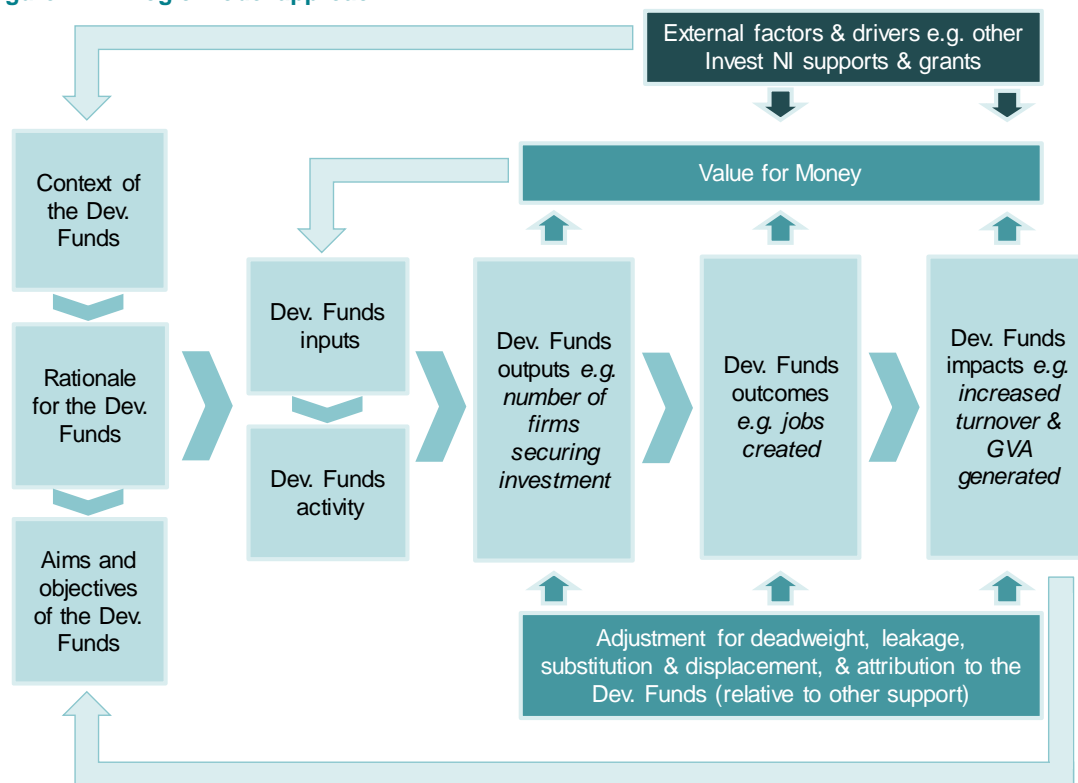 External factors & drivers e.g. other
Invest NI supports & grants
Value for Money
Context of
the Dev.
Funds
Rationale
for the Dev.
Funds
Aims and
objectives
of the Dev.
Funds
Dev. Funds
inputs
Dev. Funds
activity
Dev. Funds
outputs e.g.
number of
firms
securing
investment
Dev. Funds
outcomes
e.g. jobs
created
Dev. Funds
impacts e.g.
increased
turnover &
GVA
generated
Adjustment for deadweight, leakage,
substitution & displacement, & attribution to the
Dev. Funds (relative to other support)